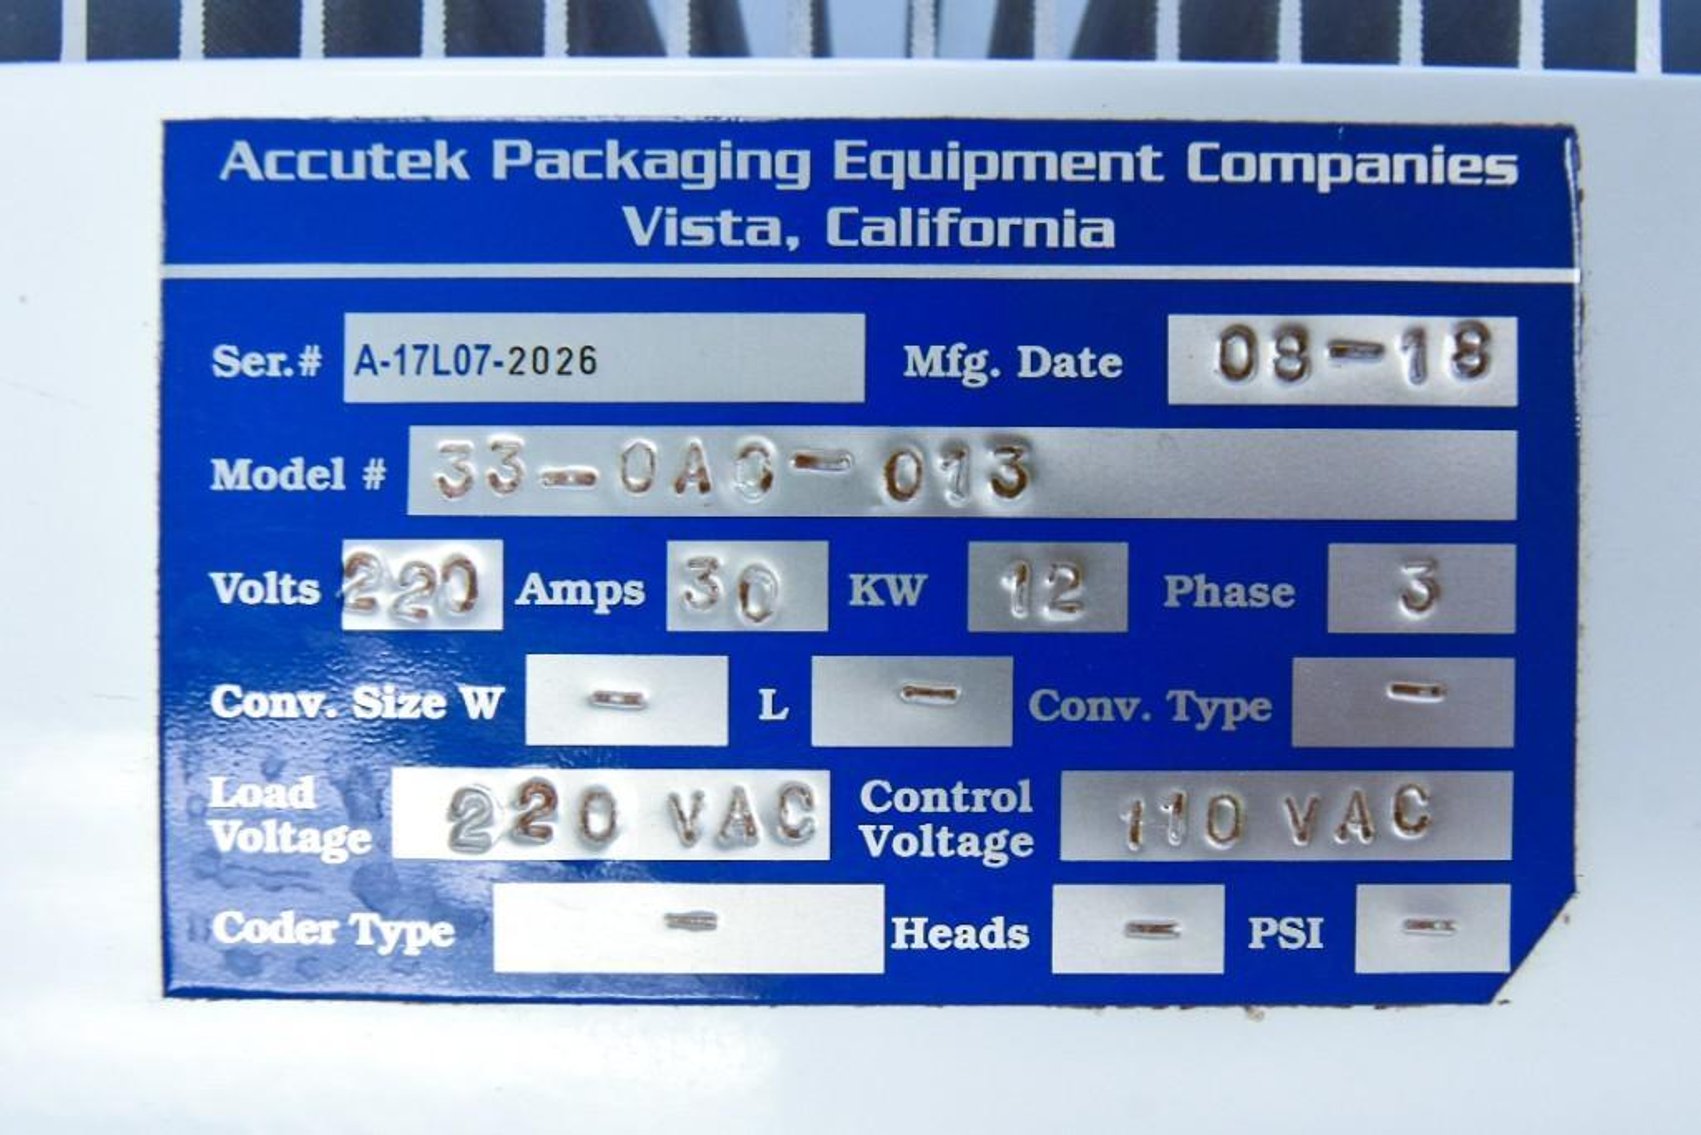 Accutek Packaging Equipment Companies
Vista, California
Ser.# A-17L07-2026 Mfg. Date 08-18
Model # 33-0A0-013
Volts 220 Amps 30 KW 12 Phase 3
Conv. Size W - L - Conv. Type -
Load Voltage 220 VAC Control Voltage 110 VAC
Coder Type - Heads - PSI -